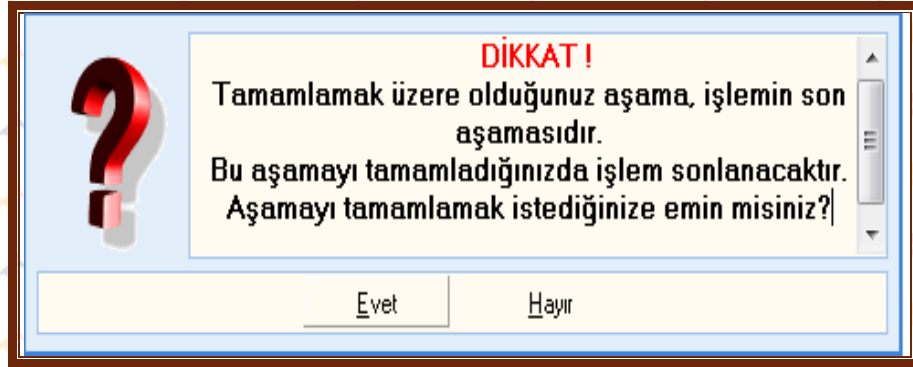 DİKKAT !
Tamamlamak üzere olduğunuz aşama, işlemin son
aşamasıdır.
Bu aşamayı tamamladığınızda işlem sonlanacaktır.
Aşamayı tamamlamak istediğinize emin misiniz?
Evet Hayır